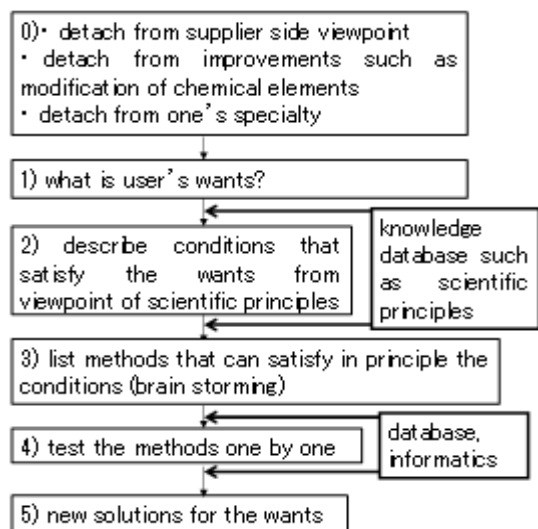 0)・ detach from supplier side viewpoint
・ detach from improvements such as
modification of chemical elements
・ detach from one's specialty
1) what is user's wants?
knowledge
database such
as scientific
principles
2) describe conditions that
satisfy the wants from
viewpoint of scientific principles
3) list methods that can satisfy in principle the
conditions (brain storming)
database,
informatics
4) test the methods one by one
5) new solutions for the wants